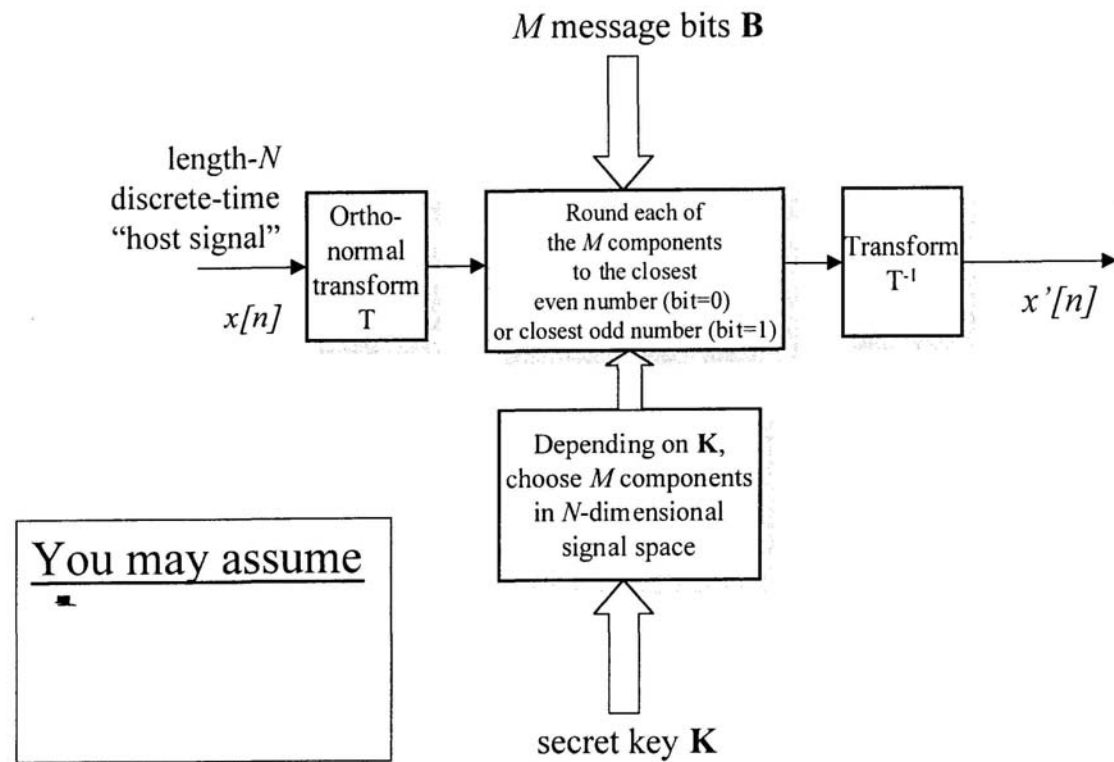 M message bits B
length-N
discrete-time
“host signal”
x[n]
Ortho-
normal
transform
T
Round each of
the M components
to the closest
even number (bit=0)
or closest odd number (bit=1)
Transform
T-1
x’[n]
Depending on K,
choose M components
in N-dimensional
signal space
You may assume
secret key K